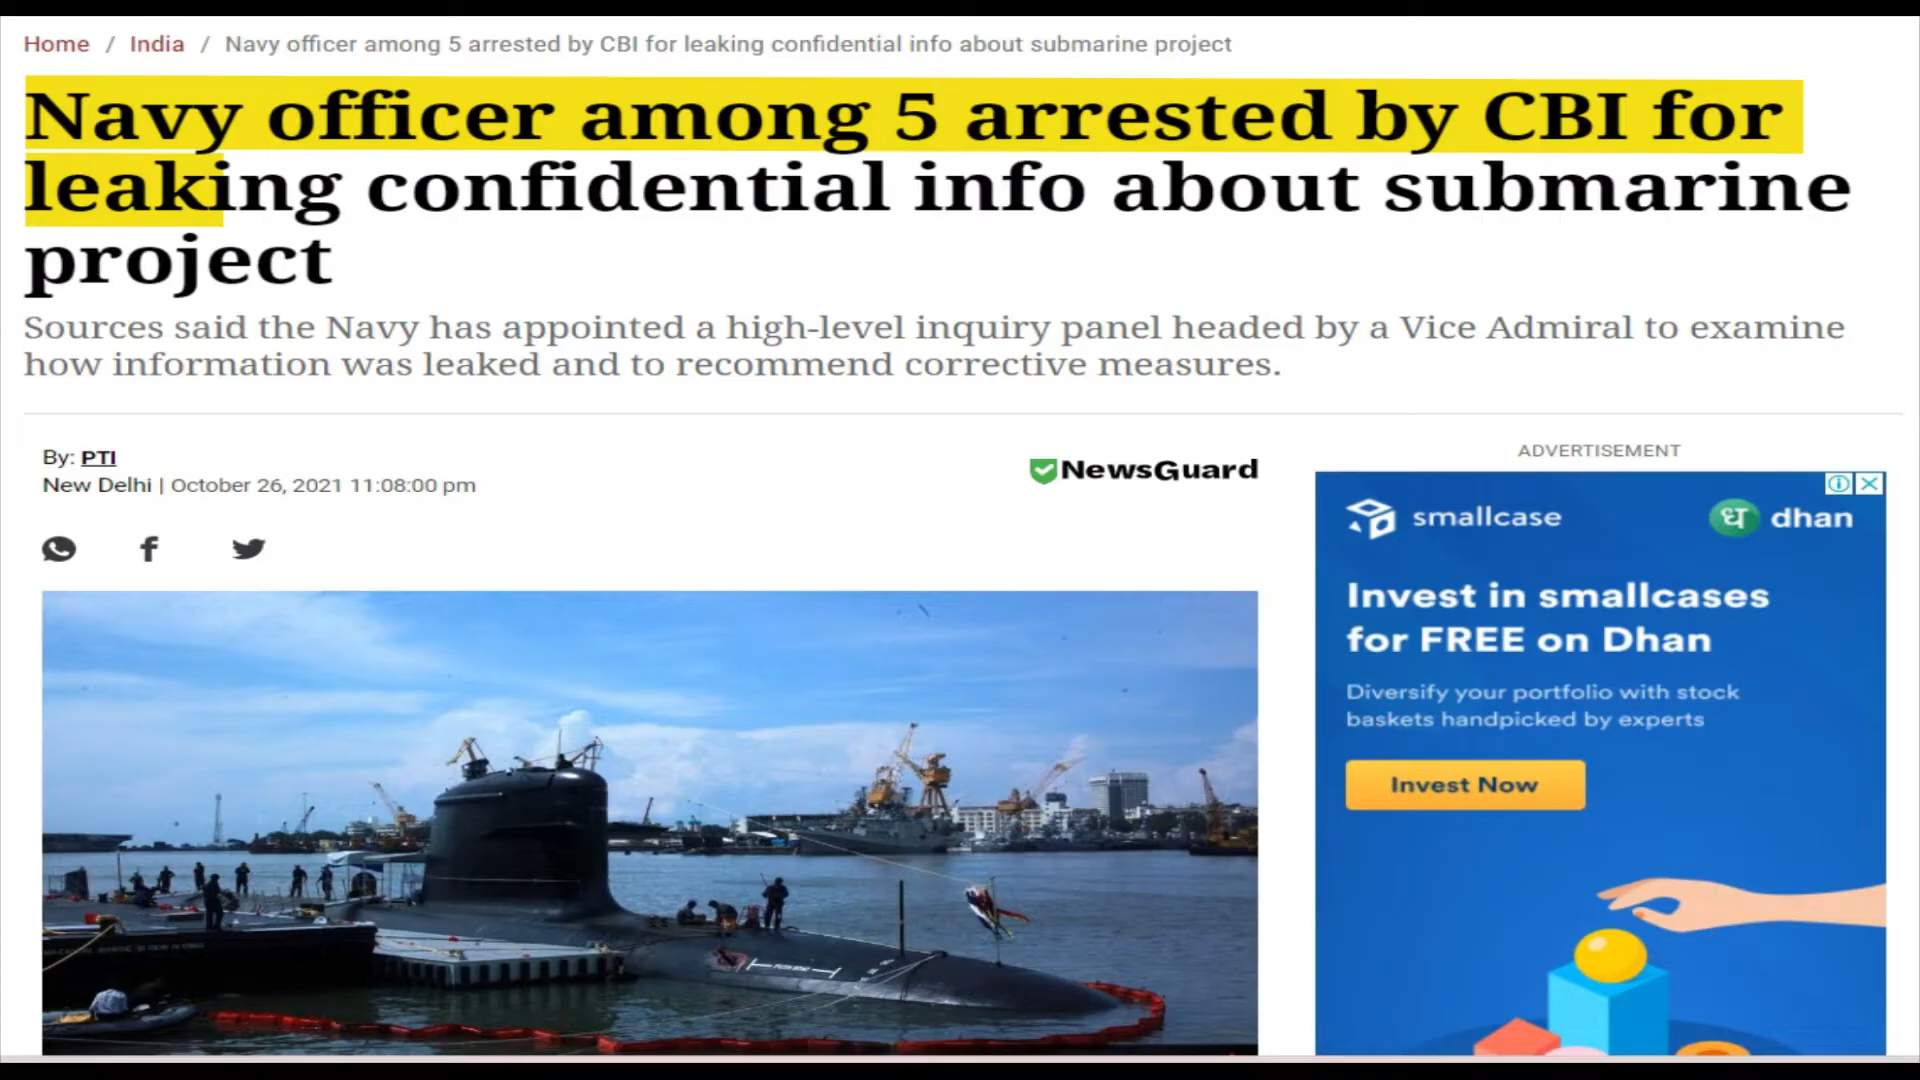 Home / India / Navy officer among 5 arrested by CBI for leaking confidential info about submarine project
Navy officer among 5 arrested by CBI for
leaking confidential info about submarine
project
Sources said the Navy has appointed a high-level inquiry panel headed by a Vice Admiral to examine
how information was leaked and to recommend corrective measures.
By: PTI
New Delhi | October 26, 2021 11:08:00 pm
NewsGuard
ADVERTISEMENT
smallcase
ध dhan
Invest in smallcases
for FREE on Dhan
Diversify your portfolio with stock
baskets handpicked by experts
Invest Now